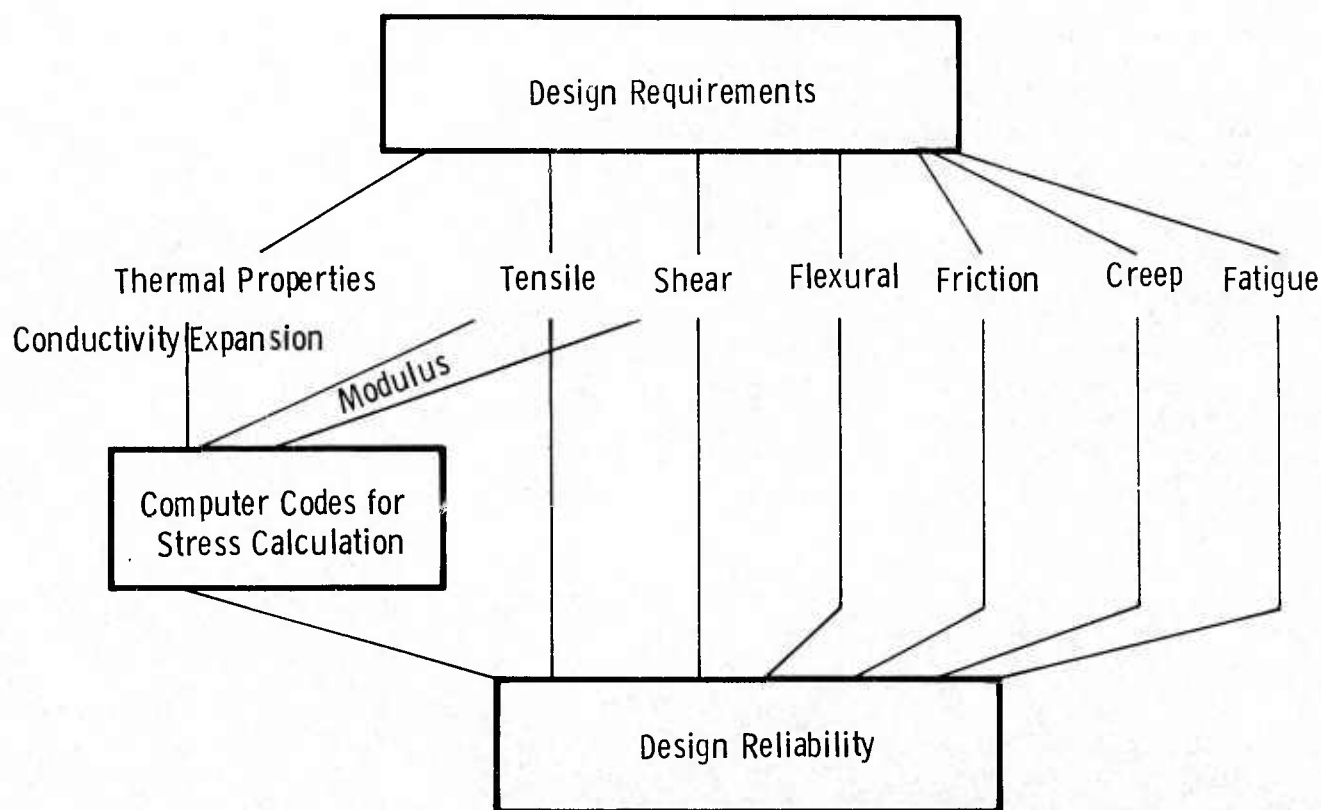 Design Requirements
Thermal Properties Tensile Shear Flexural Friction Creep Fatigue
Conductivity Expansion
Modulus
Computer Codes for
Stress Calculation
Design Reliability